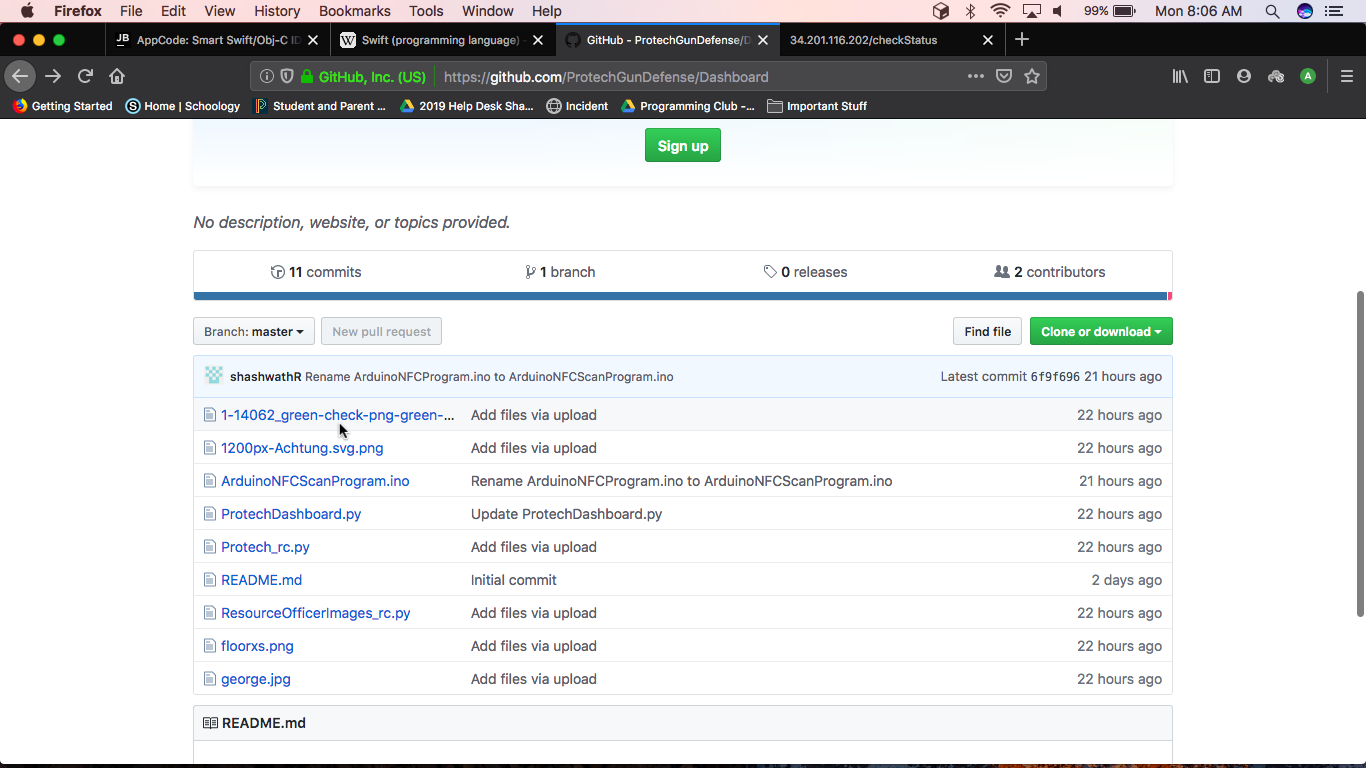 Firefox File Edit View History Bookmarks Tools Window Help 99% Mon 8:06 AM
JB AppCode: Smart Swift/Obj-C ID W Swift (programming language) - GitHub - ProtechGunDefense/D 34.201.116.202/checkStatus
GitHub, Inc. (US) https://github.com/ProtechGunDefense/Dashboard A
Getting Started S Home | Schoology Student and Parent ... 2019 Help Desk Sha... Incident Programming Club -... Important Stuff
Sign up
No description, website, or topics provided.
11 commits 1 branch 0 releases 2 contributors
Branch: master New pull request Find file Clone or download
shashwathR Rename ArduinoNFCProgram.ino to ArduinoNFCScanProgram.ino Latest commit 6f9f696 21 hours ago
1-14062_green-check-png-green-... Add files via upload 22 hours ago
1200px-Achtung.svg.png Add files via upload 22 hours ago
ArduinoNFCScanProgram.ino Rename ArduinoNFCProgram.ino to ArduinoNFCScanProgram.ino 21 hours ago
ProtechDashboard.py Update ProtechDashboard.py 22 hours ago
Protech_rc.py Add files via upload 22 hours ago
README.md Initial commit 2 days ago
ResourceOfficerImages_rc.py Add files via upload 22 hours ago
floorxs.png Add files via upload 22 hours ago
george.jpg Add files via upload 22 hours ago
README.md